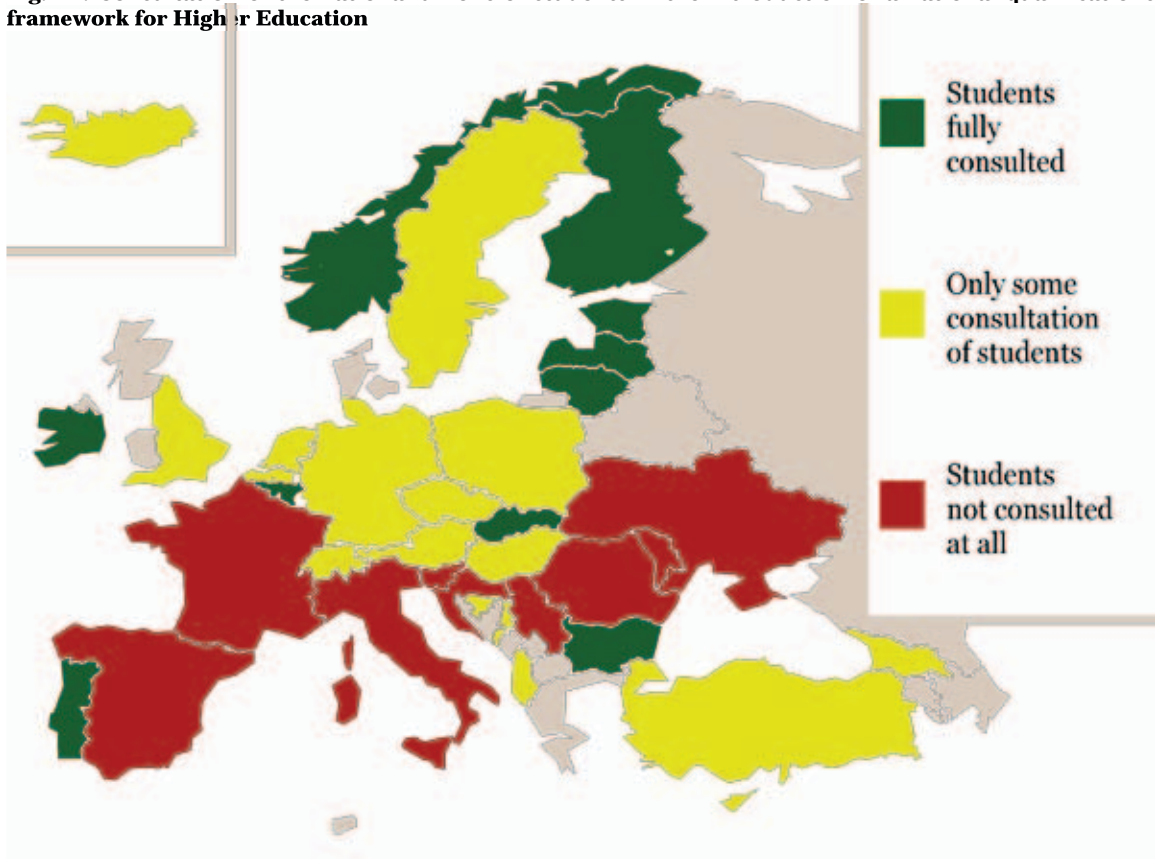 framework for Higher Education
Students
fully
consulted
Only some
consultation
of students
Students
not consulted
at all